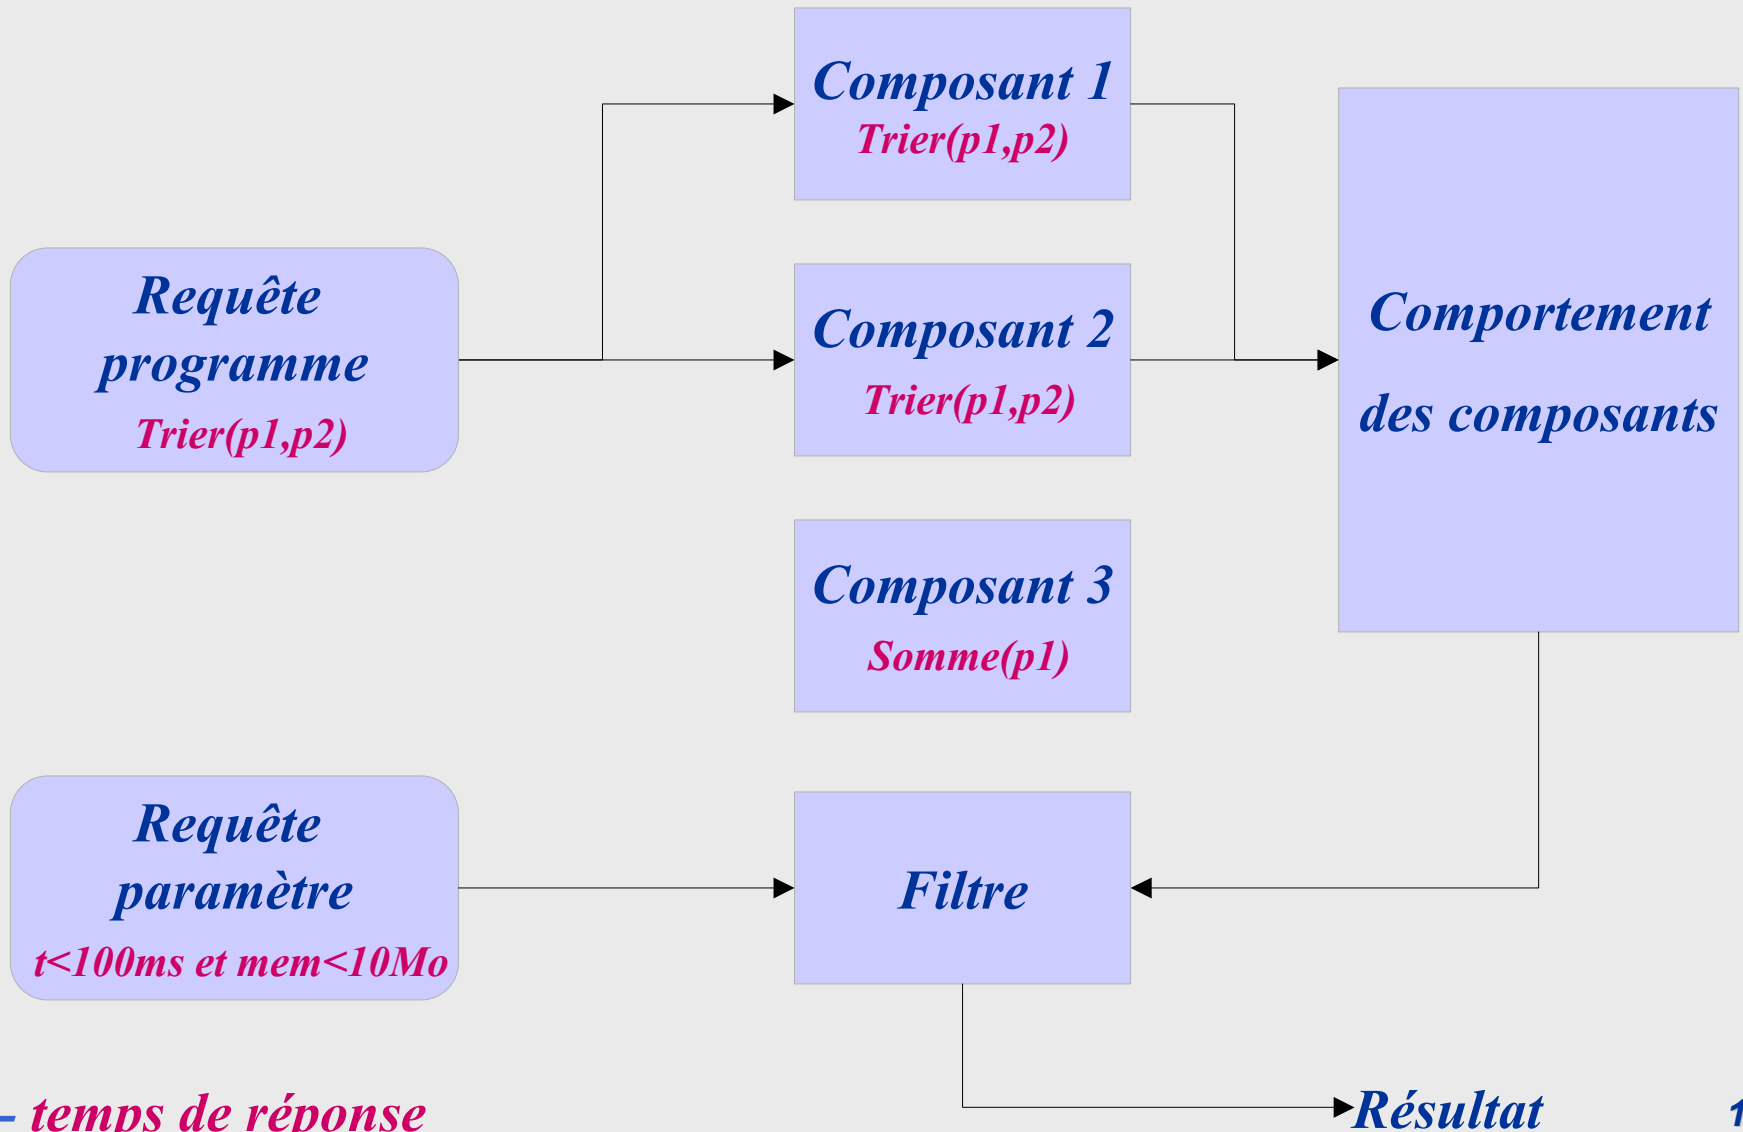 Composant 1
Trier(p1,p2)
Requête
programme
Trier(p1,p2)
Composant 2
Trier(p1,p2)
Comportement
des composants
Composant 3
Somme(p1)
Requête
paramètre
t<100ms et mem<10Mo
Filtre
– temps de réponse
Résultat